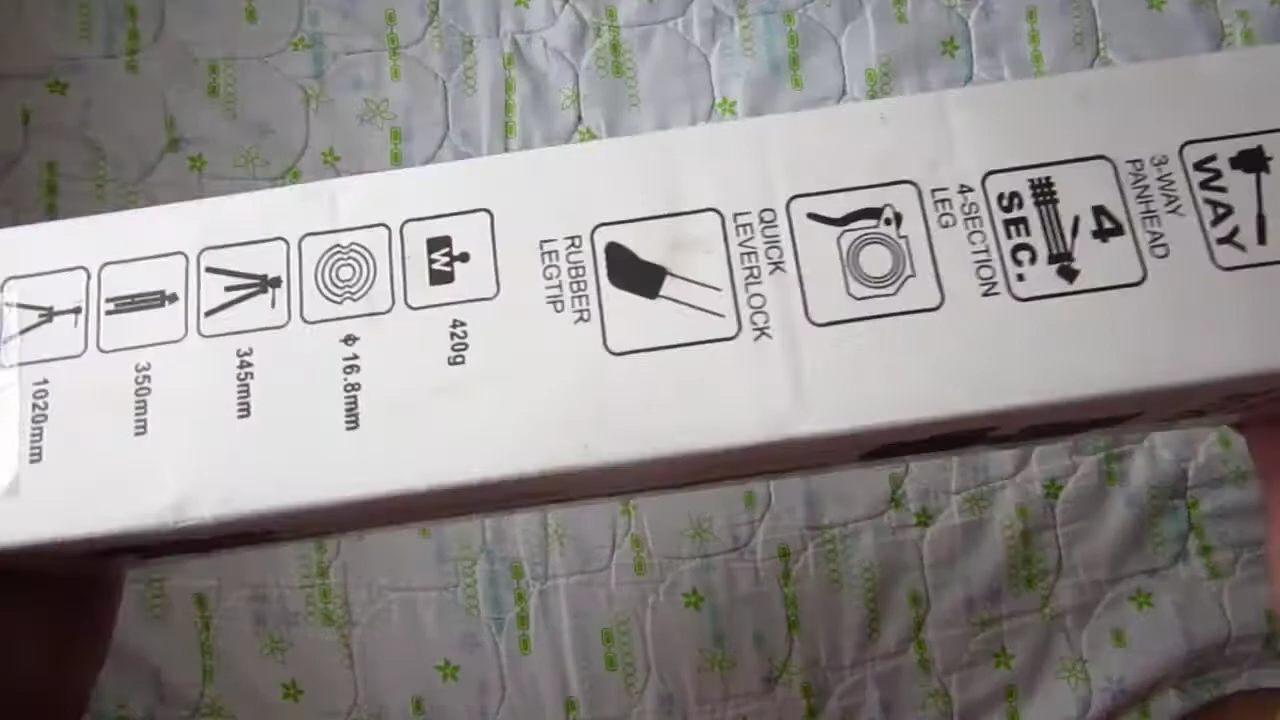 WAY
3-WAY
PANHEAD
4
SEC.
4-SECTION
LEG
QUICK
LEVERLOCK
RUBBER
LEGTIP
W
420g
ϕ 16.8mm
345mm
350mm
1020mm